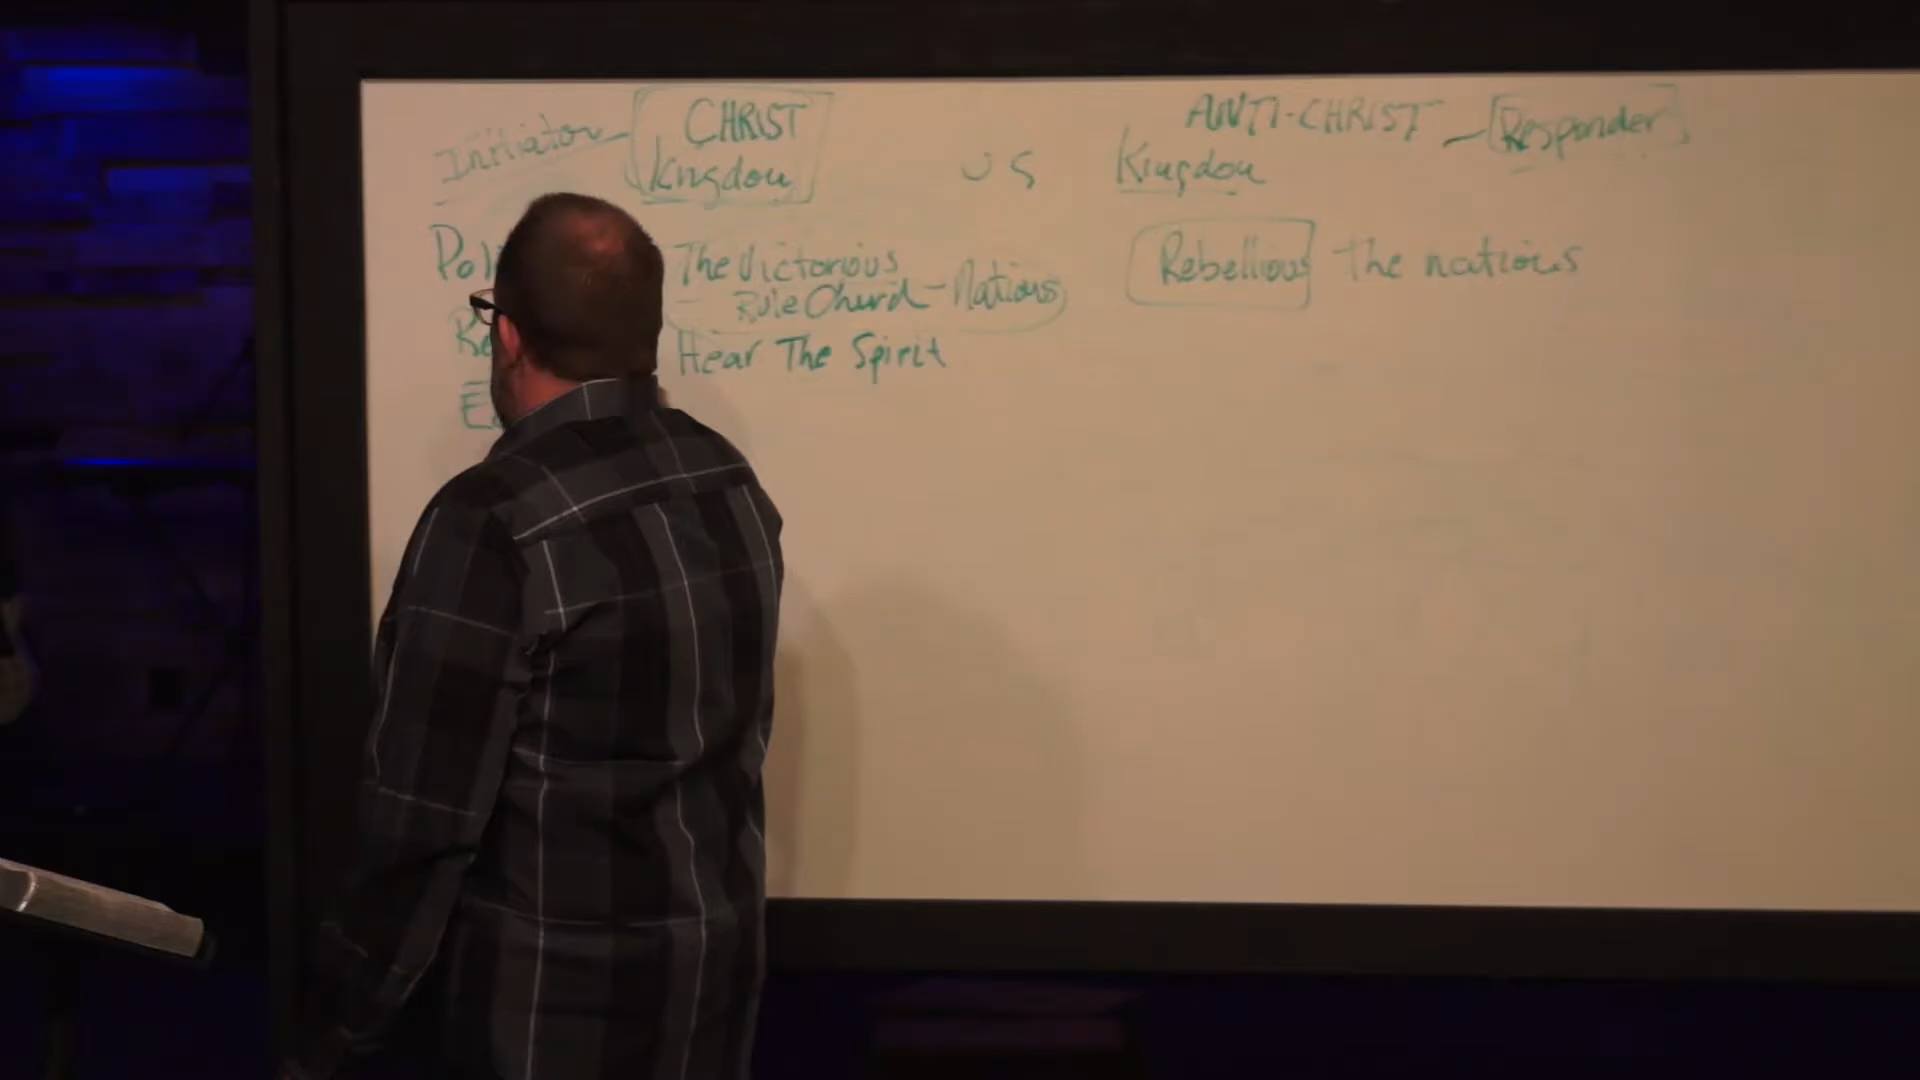 Initiator - CHRIST
Kingdom
vs
ANTI-CHRIST - Responder
Kingdom
The Victorious
Rule Church - Nations
Hear The Spirit
Rebellious The nations